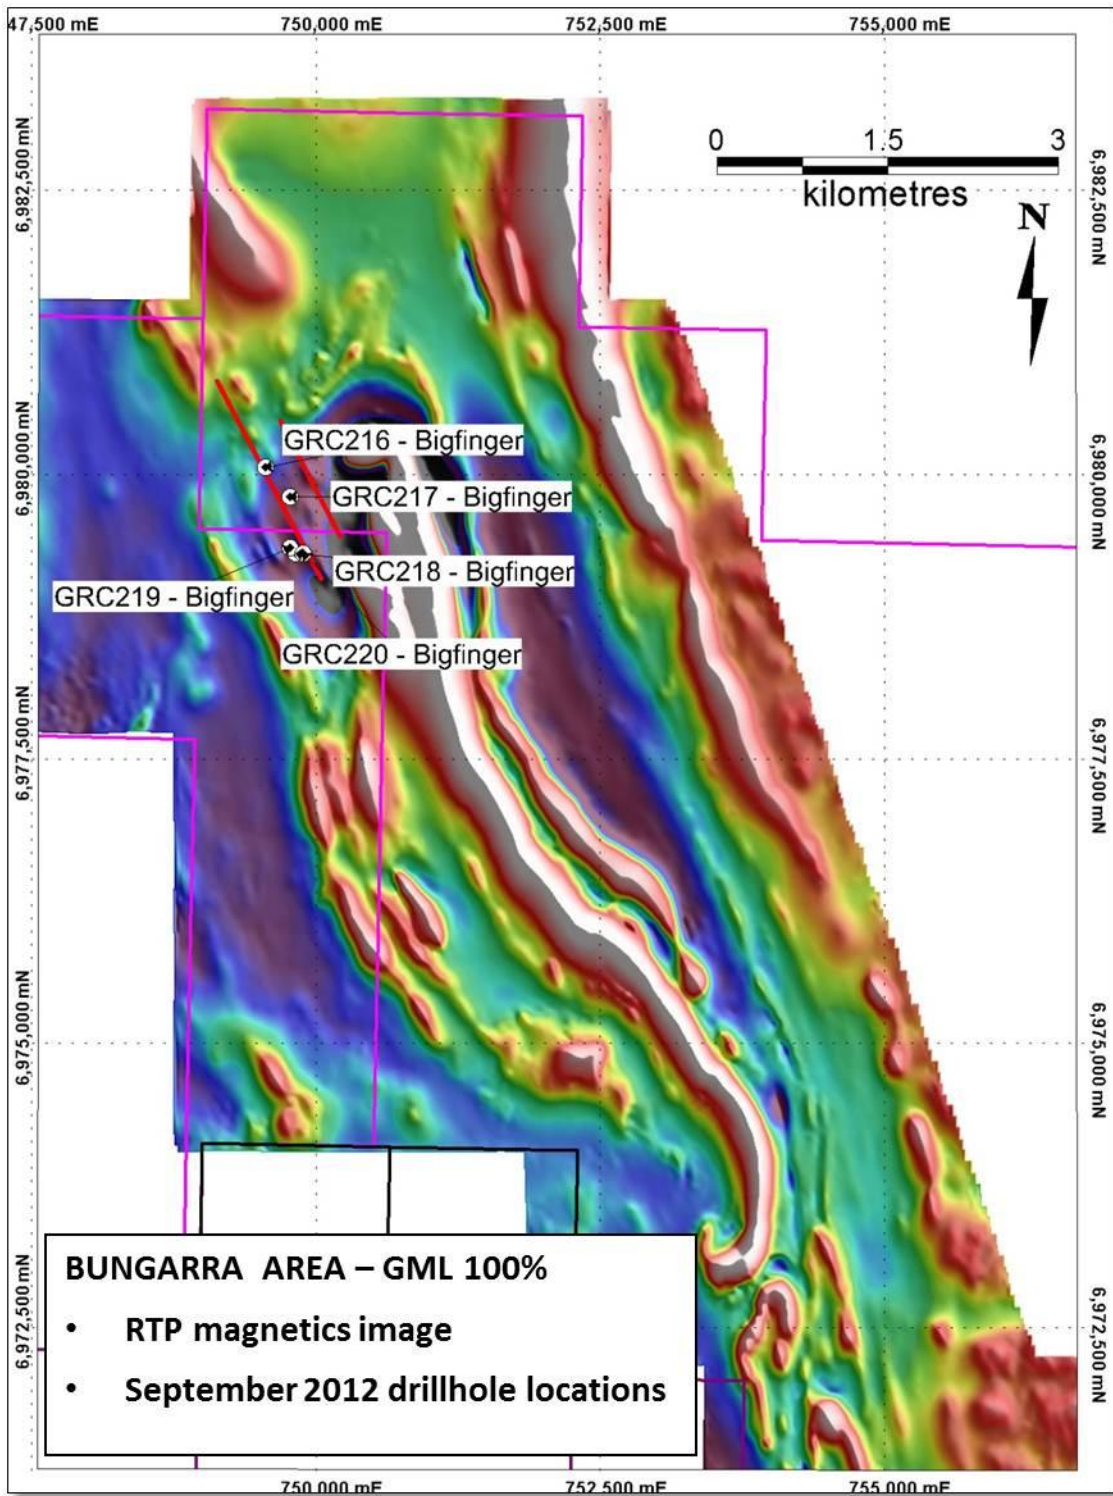 47,500 mE 750,000 mE 752,500 mE 755,000 mE
0 1.5 3
kilometres
N
6,982,500 mN
6,982,500 mN
GRC216 - Bigfinger
6,980,000 mN
GRC217 - Bigfinger
6,980,000 mN
GRC218 - Bigfinger
GRC219 - Bigfinger
GRC220 - Bigfinger
6,977,500 mN
6,977,500 mN
6,975,000 mN
6,975,000 mN
BUNGARRA AREA – GML 100%
• RTP magnetics image
• September 2012 drillhole locations
6,972,500 mN
6,972,500 mN
750,000 mE 752,500 mE 755,000 mE